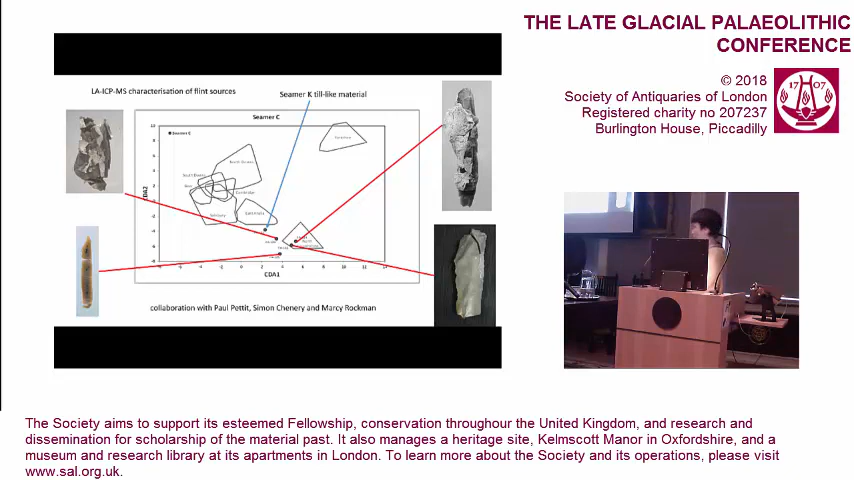 THE LATE GLACIAL PALAEOLITHIC
CONFERENCE
© 2018
Society of Antiquaries of London
Registered charity no 207237
Burlington House, Piccadilly
17 07
LA-ICP-MS characterisation of flint sources
Seamer K till-like material
Seamer C
Seamer C
CDA2
CDA1
collaboration with Paul Pettit, Simon Chenery and Marcy Rockman
The Society aims to support its esteemed Fellowship, conservation throughour the United Kingdom, and research and
dissemination for scholarship of the material past. It also manages a heritage site, Kelmscott Manor in Oxfordshire, and a
museum and research library at its apartments in London. To learn more about the Society and its operations, please visit
www.sal.org.uk.